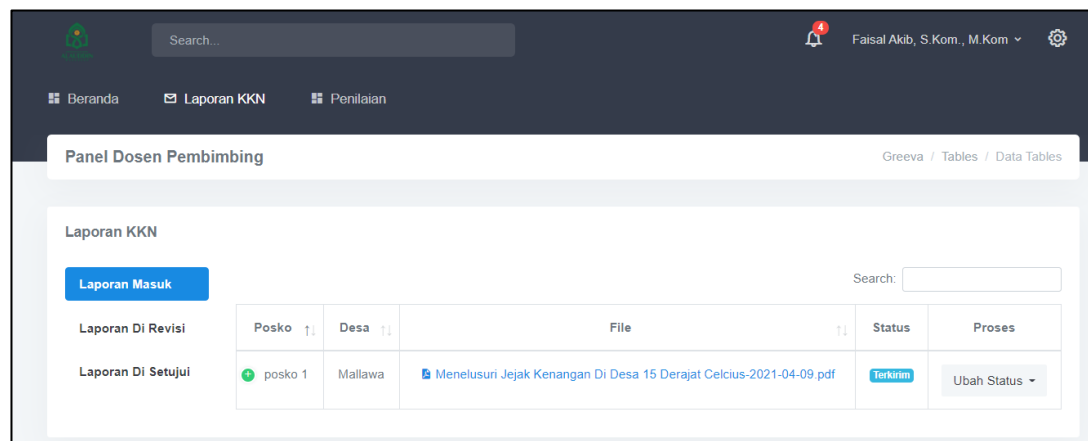 Search...
4
Faisal Akib, S.Kom., M.Kom
Beranda
Laporan KKN
Penilaian
Panel Dosen Pembimbing
Greeva / Tables / Data Tables
Laporan KKN
Laporan Masuk
Laporan Di Revisi
Laporan Di Setujui
Search:
Posko Desa File Status Proses
posko 1 Mallawa Menelusuri Jejak Kenangan Di Desa 15 Derajat Celcius-2021-04-09.pdf Terkirim Ubah Status